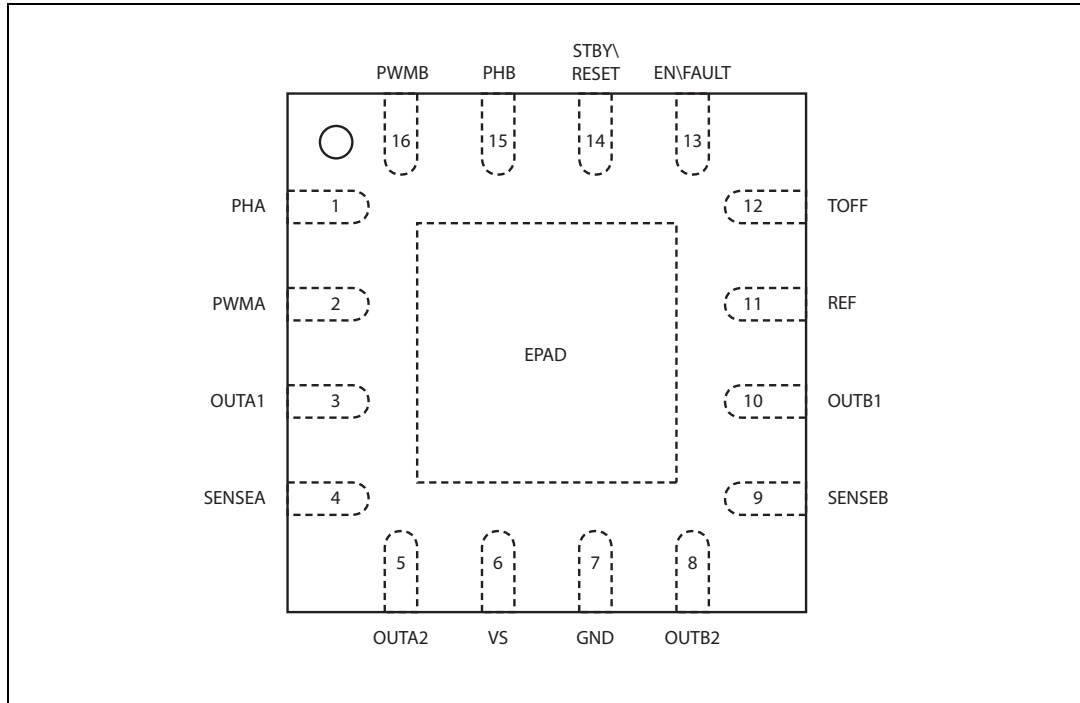 STBY\
PWMB PHB RESET EN\FAULT
16 15 14 13
PHA 1 12 TOFF
PWMA 2 11 REF
EPAD
OUTA1 3 10 OUTB1
SENSEA 4 9 SENSEB
5 6 7 8
OUTA2 VS GND OUTB2